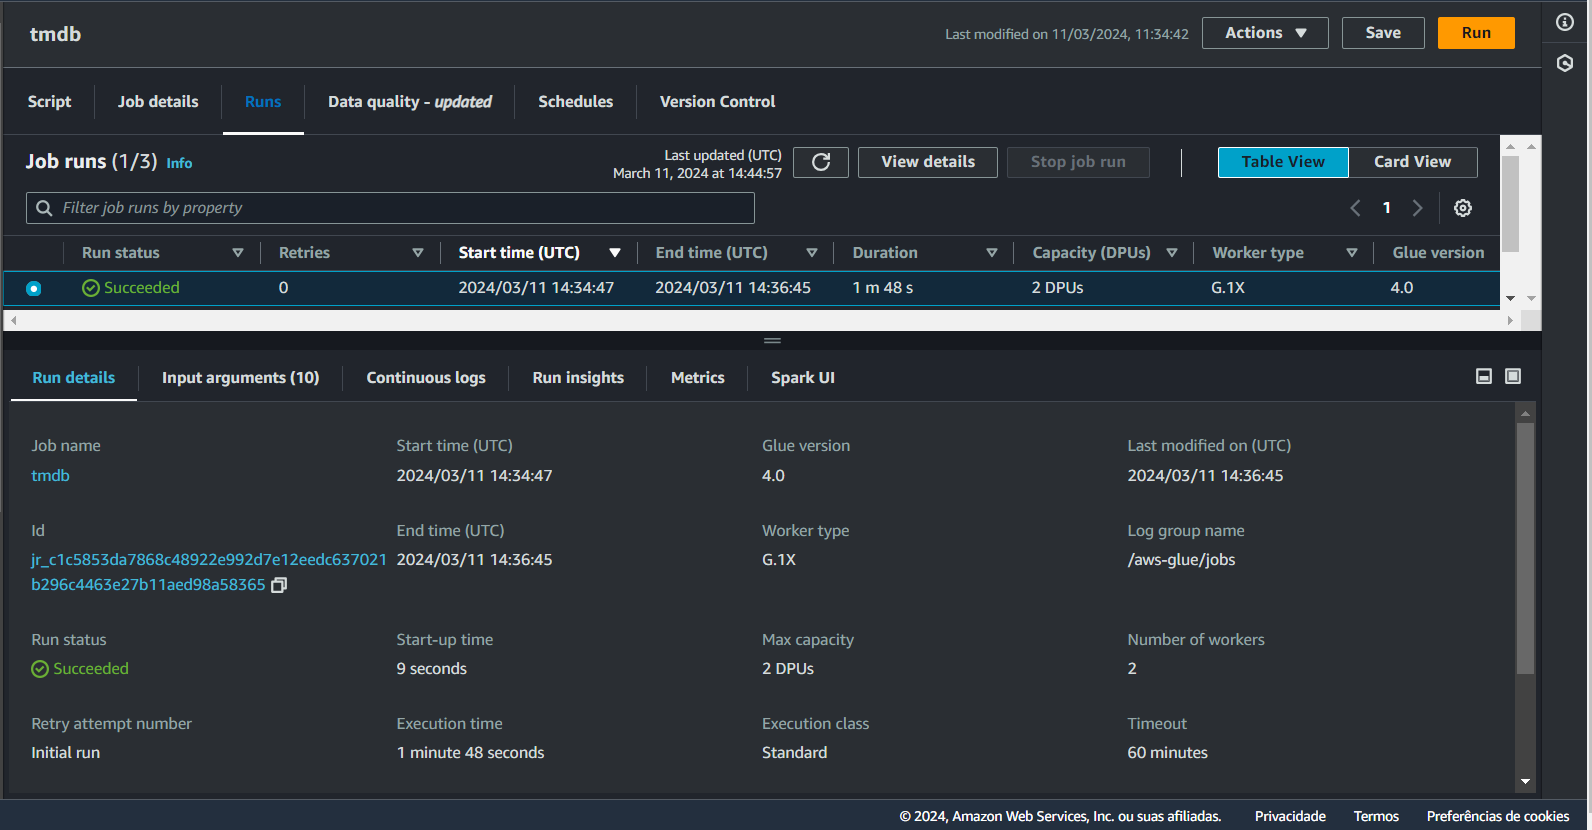 tmdb
Last modified on 11/03/2024, 11:34:42
Actions
Save
Run
Script
Job details
Runs
Data quality - updated
Schedules
Version Control
Job runs (1/3) Info
Last updated (UTC)
March 11, 2024 at 14:44:57
View details
Stop job run
Table View
Card View
Filter job runs by property
1
Run status Retries Start time (UTC) End time (UTC) Duration Capacity (DPUs) Worker type Glue version
Succeeded 0 2024/03/11 14:34:47 2024/03/11 14:36:45 1 m 48 s 2 DPUs G.1X 4.0
Run details Input arguments (10) Continuous logs Run insights Metrics Spark UI
Job name Start time (UTC) Glue version Last modified on (UTC)
tmdb 2024/03/11 14:34:47 4.0 2024/03/11 14:36:45
Id End time (UTC) Worker type Log group name
jr_c1c5853da7868c48922e992d7e12eedc637021 2024/03/11 14:36:45 G.1X /aws-glue/jobs
b296c4463e27b11aed98a58365
Run status Start-up time Max capacity Number of workers
Succeeded 9 seconds 2 DPUs 2
Retry attempt number Execution time Execution class Timeout
Initial run 1 minute 48 seconds Standard 60 minutes
© 2024, Amazon Web Services, Inc. ou suas afiliadas. Privacidade Termos Preferências de cookies